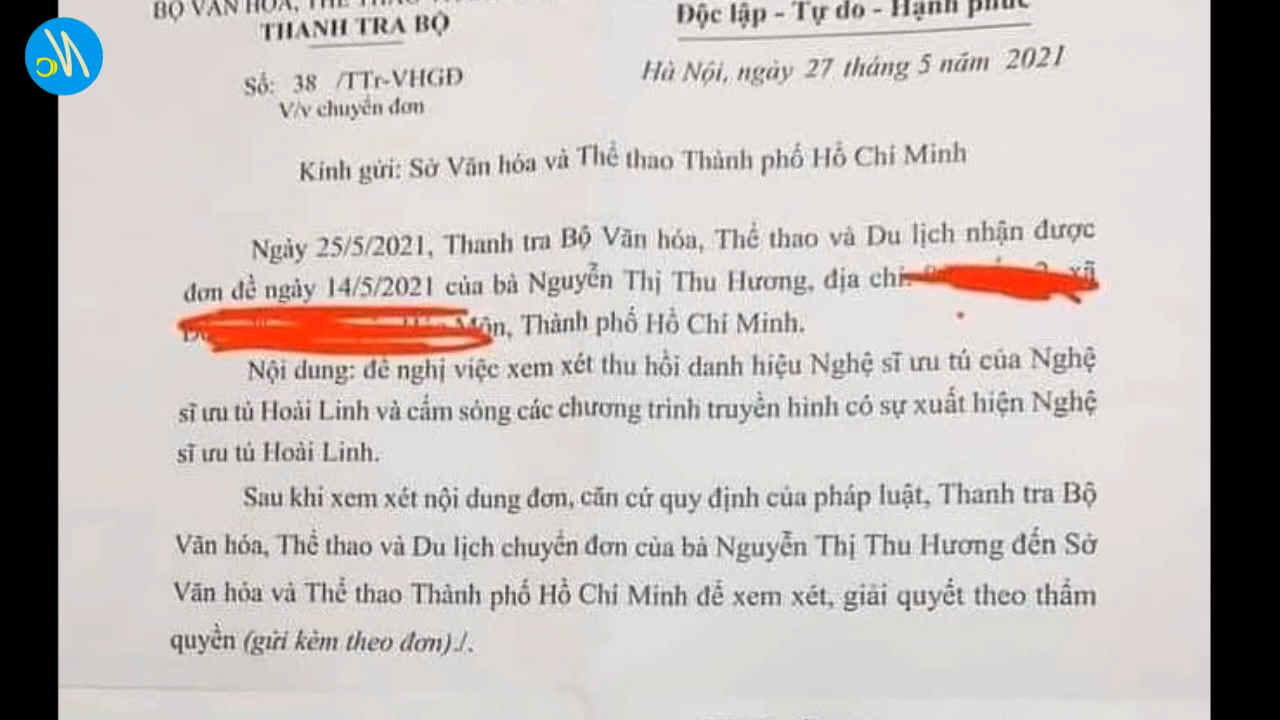 BỘ VĂN HÓA, THỂ THAO
THANH TRA BỘ
Độc lập - Tự do - Hạnh phúc
Số: 38 /TTr-VHGĐ
V/v chuyển đơn
Hà Nội, ngày 27 tháng 5 năm 2021
Kính gửi: Sở Văn hóa và Thể thao Thành phố Hồ Chí Minh
Ngày 25/5/2021, Thanh tra Bộ Văn hóa, Thể thao và Du lịch nhận được
đơn đề ngày 14/5/2021 của bà Nguyễn Thị Thu Hương, địa chỉ: xã
Môn, Thành phố Hồ Chí Minh.
Nội dung: đề nghị việc xem xét thu hồi danh hiệu Nghệ sĩ ưu tú của Nghệ
sĩ ưu tú Hoài Linh và cấm sóng các chương trình truyền hình có sự xuất hiện Nghệ
sĩ ưu tú Hoài Linh.
Sau khi xem xét nội dung đơn, căn cứ quy định của pháp luật, Thanh tra Bộ
Văn hóa, Thể thao và Du lịch chuyển đơn của bà Nguyễn Thị Thu Hương đến Sở
Văn hóa và Thể thao Thành phố Hồ Chí Minh để xem xét, giải quyết theo thẩm
quyền (gửi kèm theo đơn)./.